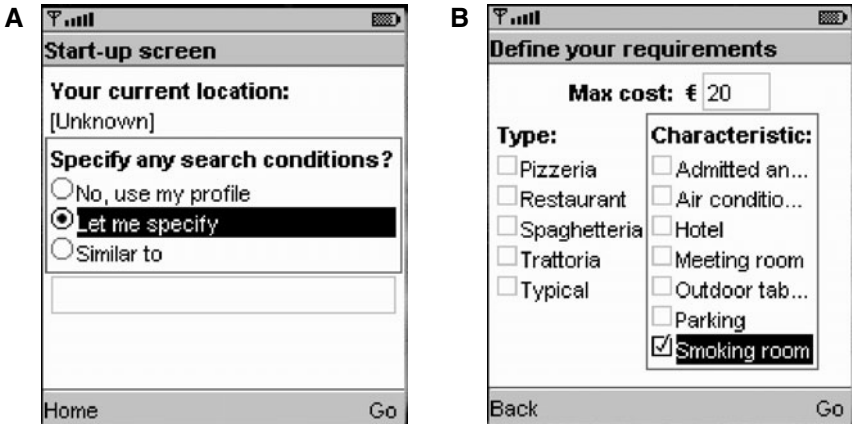 A
Start-up screen
Your current location:
[Unknown]
Specify any search conditions?
No, use my profile
Let me specify
Similar to
Home Go
B
Define your requirements
Max cost: € 20
Type:
Pizzeria
Restaurant
Spaghetteria
Trattoria
Typical
Characteristic:
Admitted an...
Air conditio...
Hotel
Meeting room
Outdoor tab...
Parking
Smoking room
Back Go